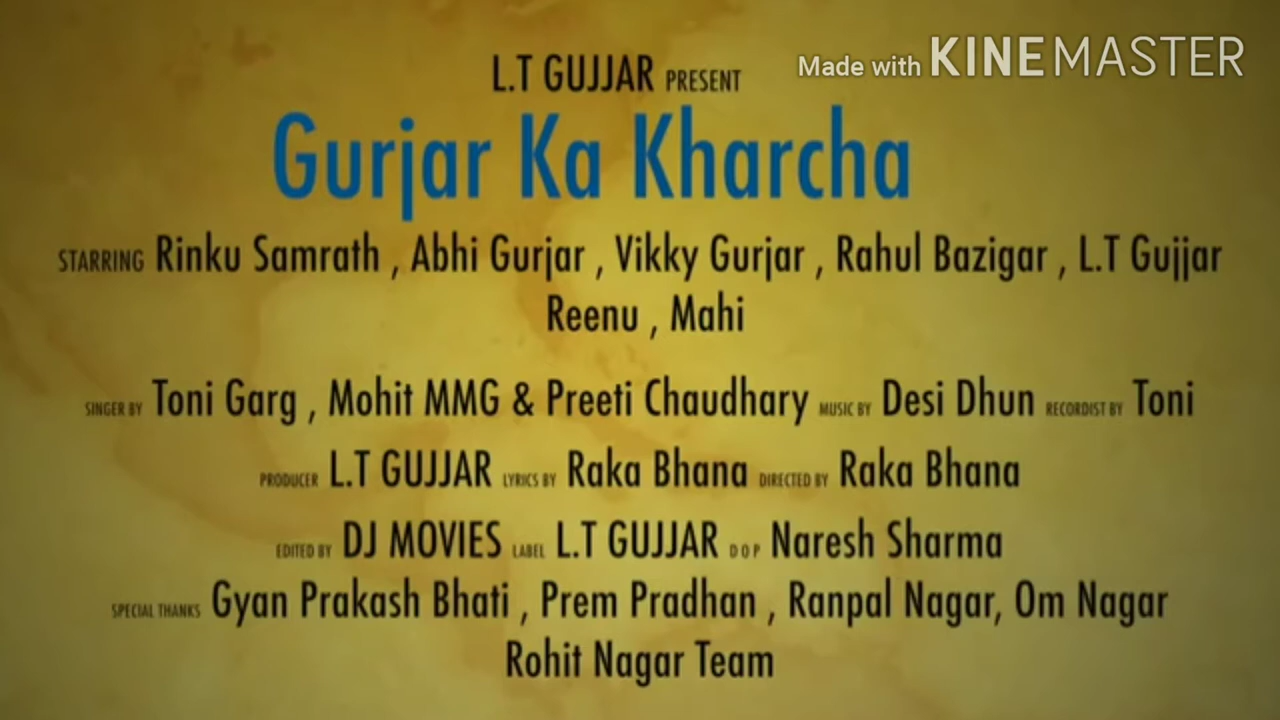 Made with KINEMASTER
L.T GUJJAR PRESENT
Gurjar Ka Kharcha
STARRING Rinku Samrath , Abhi Gurjar , Vikky Gurjar , Rahul Bazigar , L.T Gujjar
Reenu , Mahi
SINGER BY Toni Garg , Mohit MMG & Preeti Chaudhary MUSIC BY Desi Dhun RECORDIST BY Toni
PRODUCER L.T GUJJAR LYRICS BY Raka Bhana DIRECTED BY Raka Bhana
EDITED BY DJ MOVIES LABEL L.T GUJJAR D O P Naresh Sharma
SPECIAL THANKS Gyan Prakash Bhati , Prem Pradhan , Ranpal Nagar, Om Nagar
Rohit Nagar Team